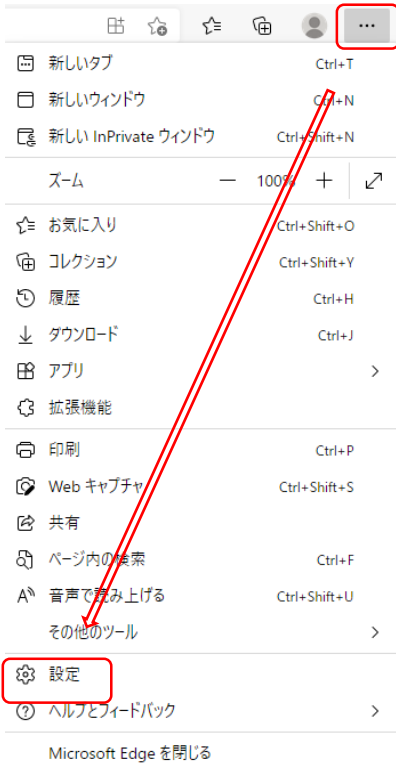 新しいタブ Ctrl+T
新しいウィンドウ Ctrl+N
新しい InPrivate ウィンドウ Ctrl+Shift+N
ズーム 100%
お気に入り Ctrl+Shift+O
コレクション Ctrl+Shift+Y
履歴 Ctrl+H
ダウンロード Ctrl+J
アプリ
拡張機能
印刷 Ctrl+P
Web キャプチャ Ctrl+Shift+S
共有
ページ内の検索 Ctrl+F
音声で読み上げる Ctrl+Shift+U
その他のツール
設定
ヘルプとフィードバック
Microsoft Edge を閉じる